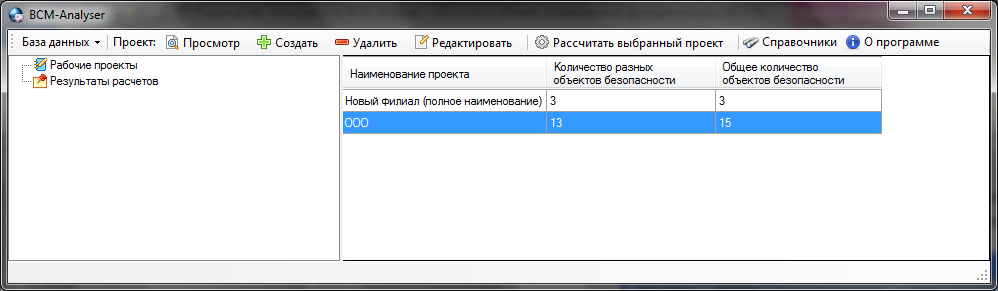 BCM-Analyser
База данных Проект: Просмотр Создать Удалить Редактировать Рассчитать выбранный проект Справочники О программе
Рабочие проекты
Результаты расчетов
Наименование проекта Количество разных объектов безопасности Общее количество объектов безопасности
Новый филиал (полное наименование) 3 3
ООО 13 15